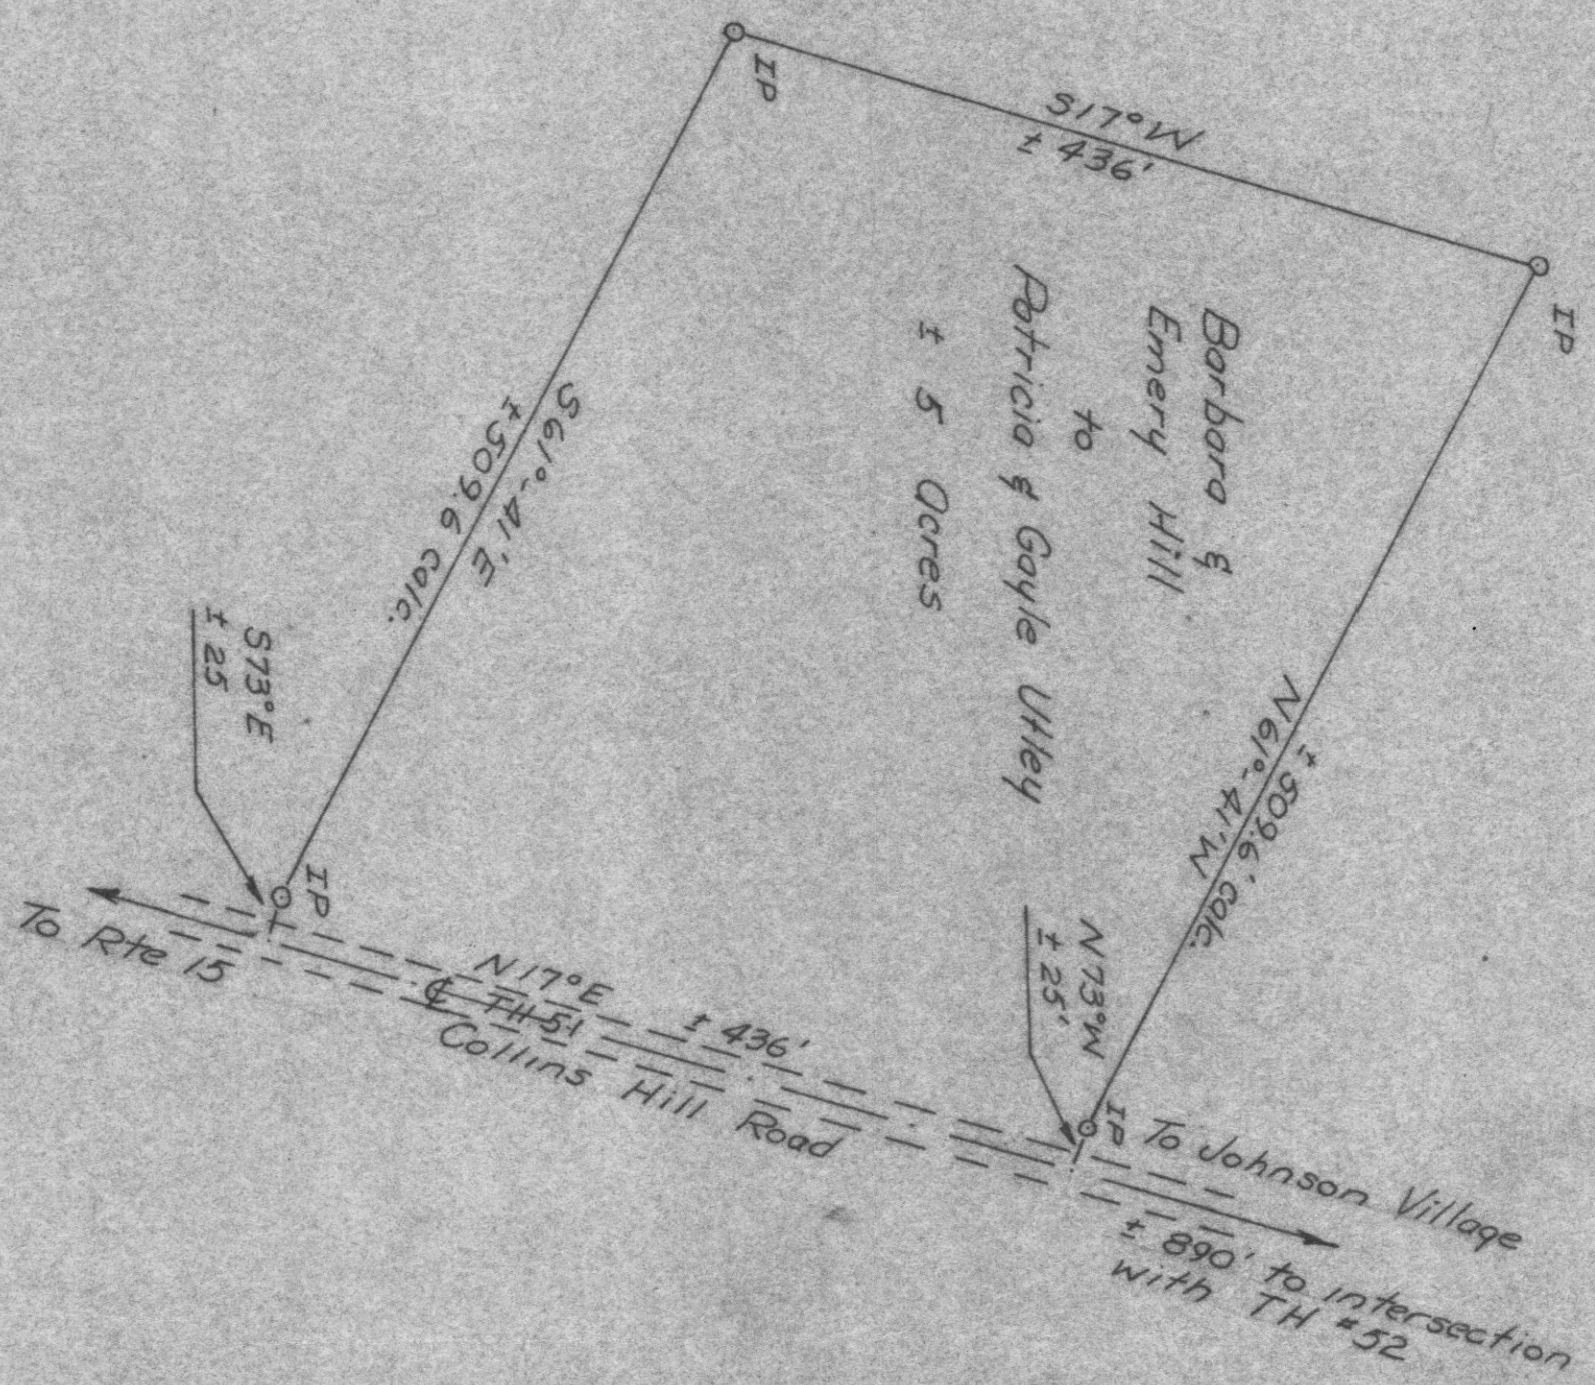 IP
S17°W
± 436'
IP
Barbara &
Emery Hill
to
Patricia & Gayle Utley
± 5 Acres
S61°-41'E
± 509.6 calc.
± 509.6' calc.
N61°-41'W
S73°E
± 25
N73°W
± 25'
IP
IP
To Rte 15
N17°E
± 436'
℄ TH 51
Collins Hill Road
To Johnson Village
± 890' to intersection
with TH #52